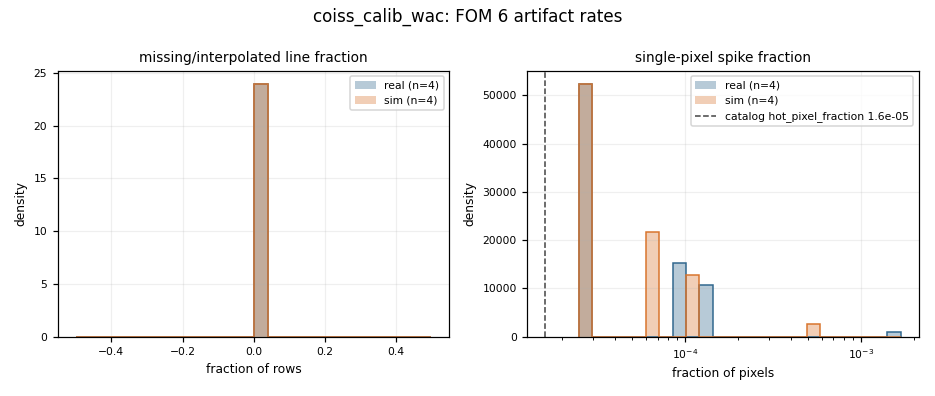 coiss_calib_wac: FOM 6 artifact rates
missing/interpolated line fraction
real (n=4)
sim (n=4)
density
25
20
15
10
5
0
−0.4
−0.2
0.0
0.2
0.4
fraction of rows
single-pixel spike fraction
real (n=4)
sim (n=4)
catalog hot_pixel_fraction 1.6e-05
density
50000
40000
30000
20000
10000
0
10⁻⁴
10⁻³
fraction of pixels